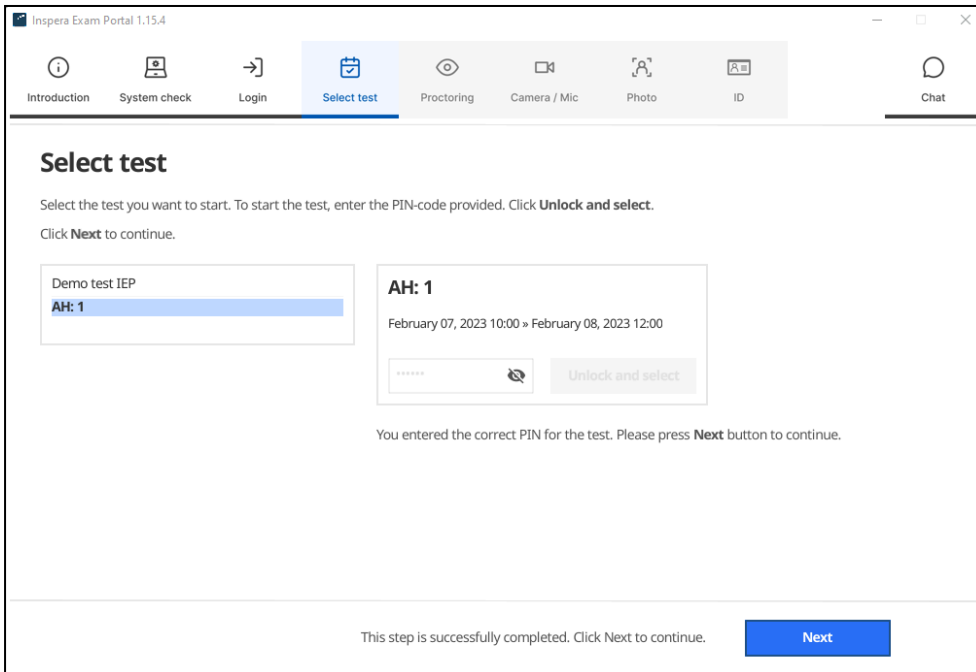 Inspera Exam Portal 1.15.4
Introduction
System check
Login
Select test
Proctoring
Camera / Mic
Photo
ID
Chat
Select test
Select the test you want to start. To start the test, enter the PIN-code provided. Click Unlock and select.
Click Next to continue.
Demo test IEP
AH: 1
AH: 1
February 07, 2023 10:00 » February 08, 2023 12:00
••••••
Unlock and select
You entered the correct PIN for the test. Please press Next button to continue.
This step is successfully completed. Click Next to continue.
Next